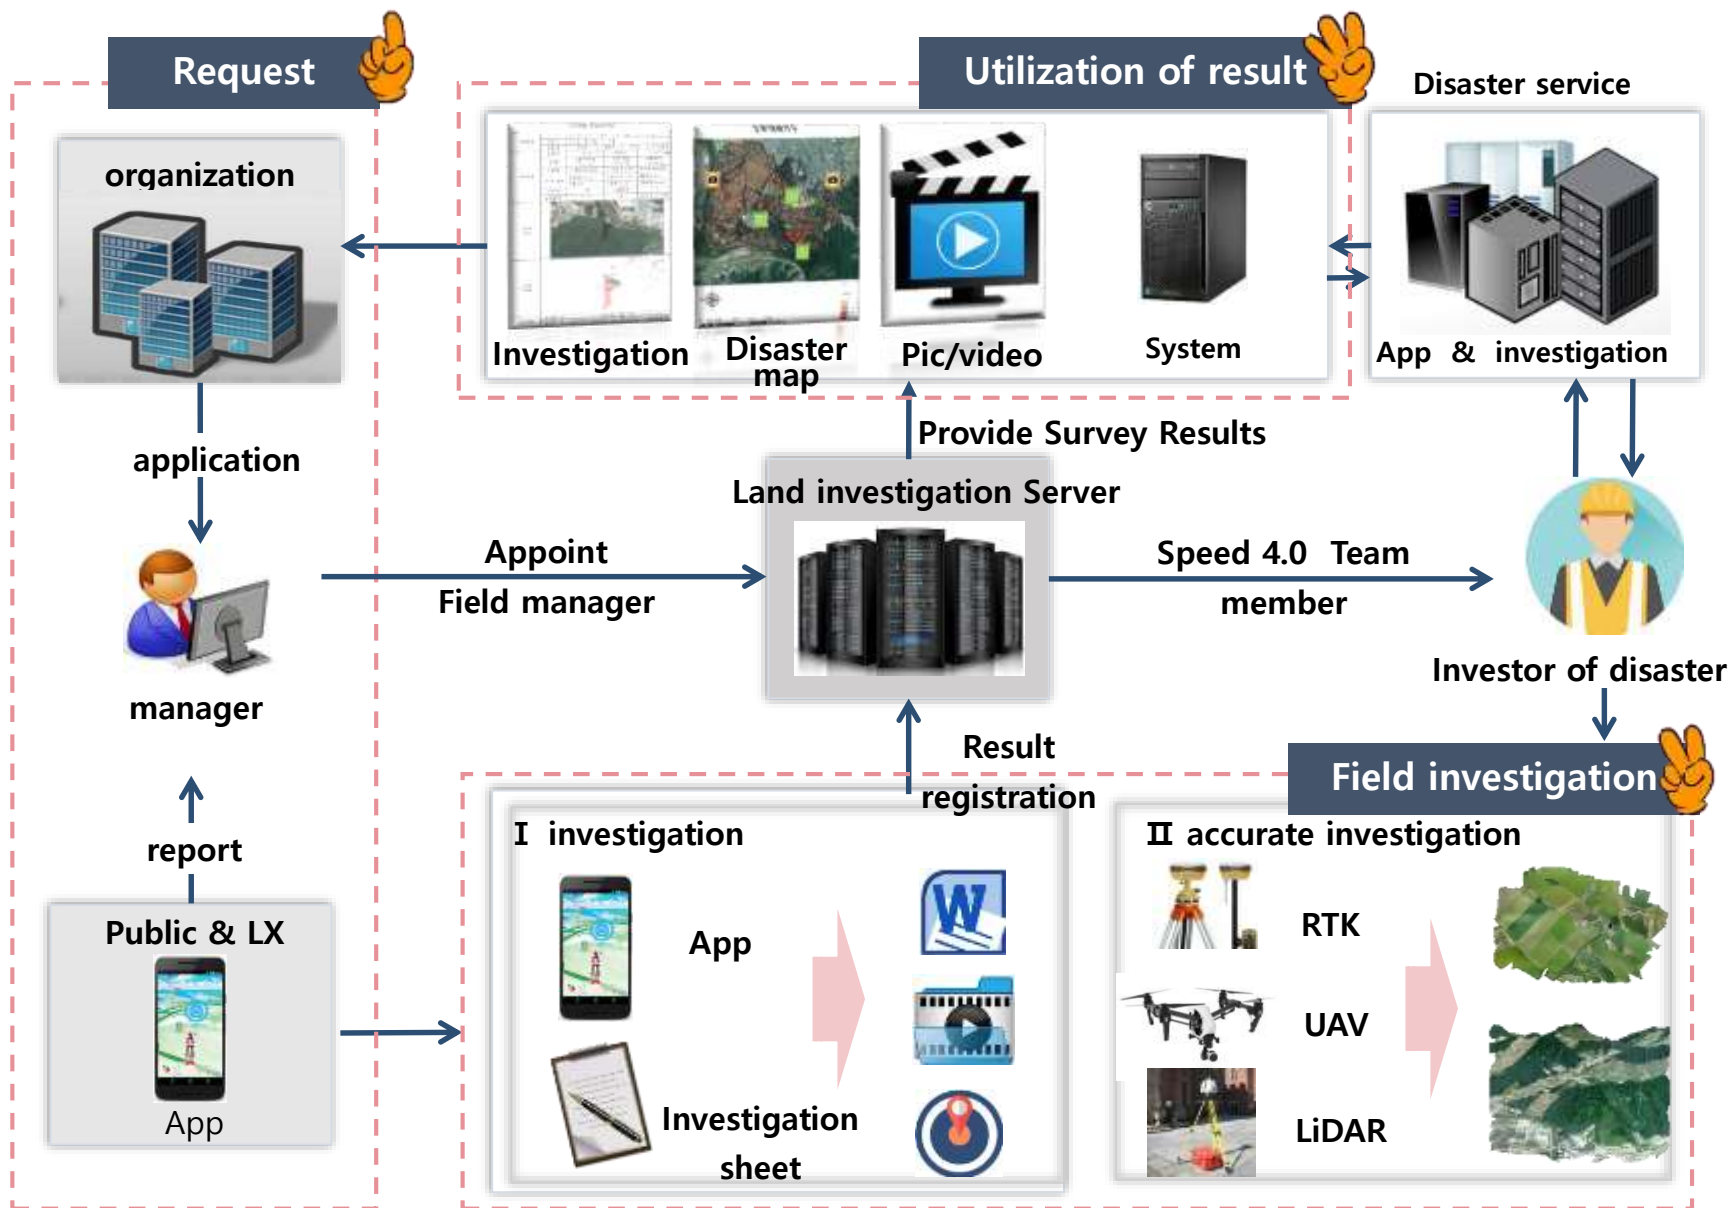 Request
Utilization of result
Disaster service
organization
Investigation
Disaster
map
Pic/video
System
App & investigation
application
Provide Survey Results
Land investigation Server
Appoint
Field manager
Speed 4.0 Team
member
manager
Investor of disaster
Result
registration
Field investigation
report
I investigation
II accurate investigation
Public & LX
App
App
W
Investigation
sheet
RTK
UAV
LiDAR